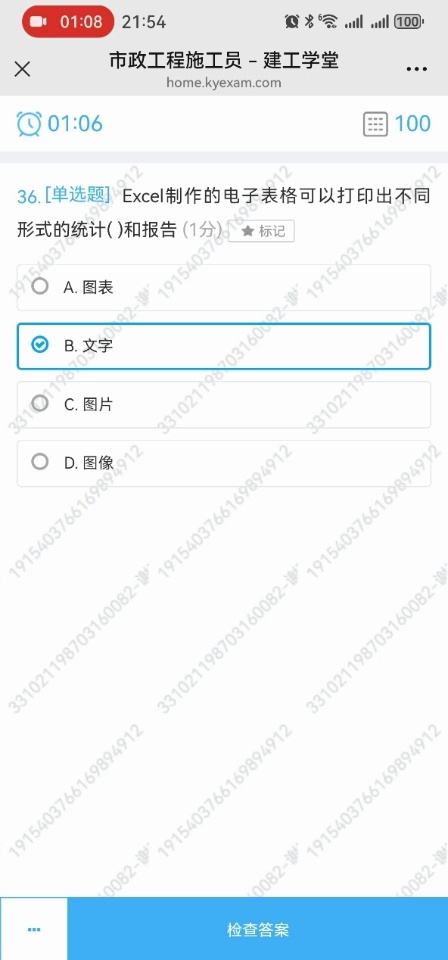 01:08 21:54 100
市政工程施工员 – 建工学堂
home.kyexam.com
01:06 100
36.[单选题] Excel制作的电子表格可以打印出不同
形式的统计( )和报告 (1分) ★ 标记
A. 图表
B. 文字
C. 图片
D. 图像
检查答案
1915403766169894912
331021198703160082-谢